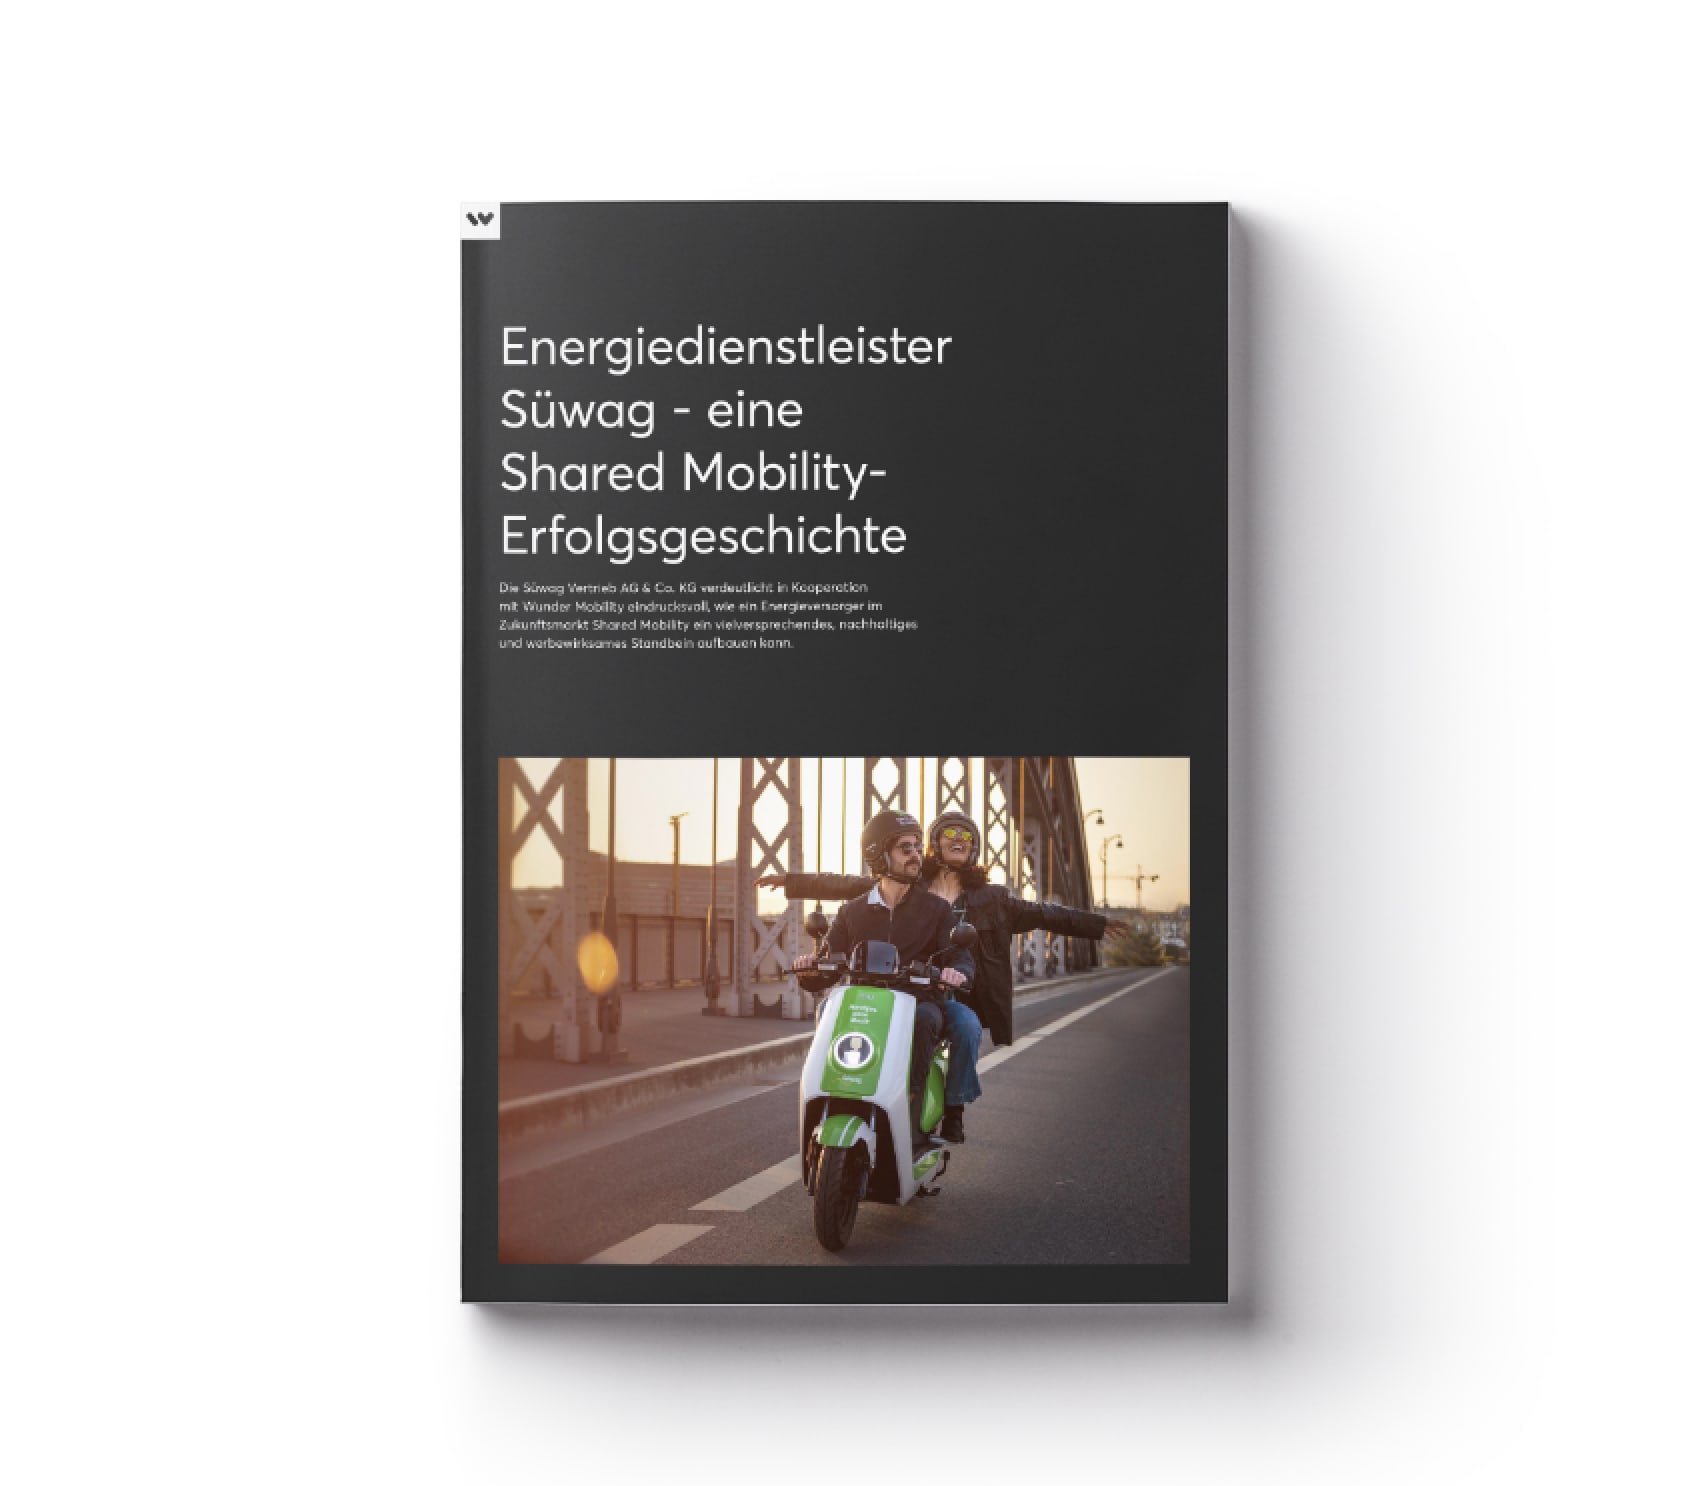 Energiedienstleister
Süwag - eine
Shared Mobility-
Erfolgsgeschichte
Die Süwag Vertrieb AG & Co. KG verdeutlicht in Kooperation
mit Wunder Mobility eindrucksvoll, wie ein Energieversorger im
Zukunftsmarkt Shared Mobility ein vielversprechendes, nachhaltiges
und werbewirksames Standbein aufbauen kann.